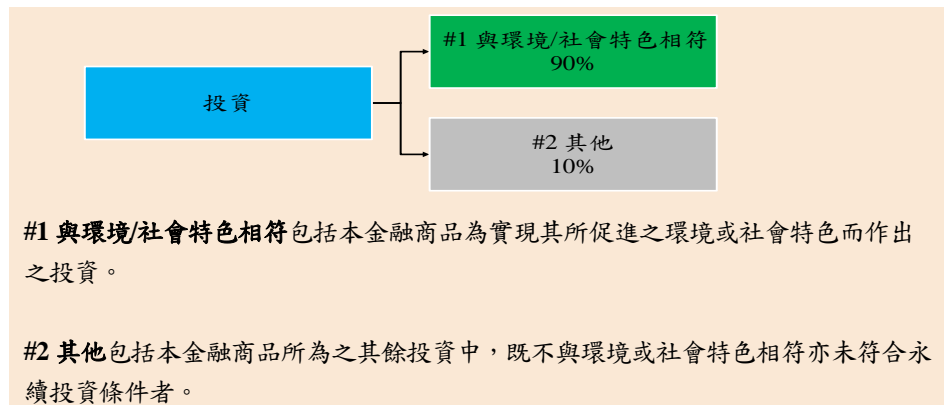 #1 與環境/社會特色相符
90%
投資
#2 其他
10%
#1 與環境/社會特色相符包括本金融商品為實現其所促進之環境或社會特色而作出
之投資。
#2 其他包括本金融商品所為之其餘投資中，既不與環境或社會特色相符亦未符合永
續投資條件者。